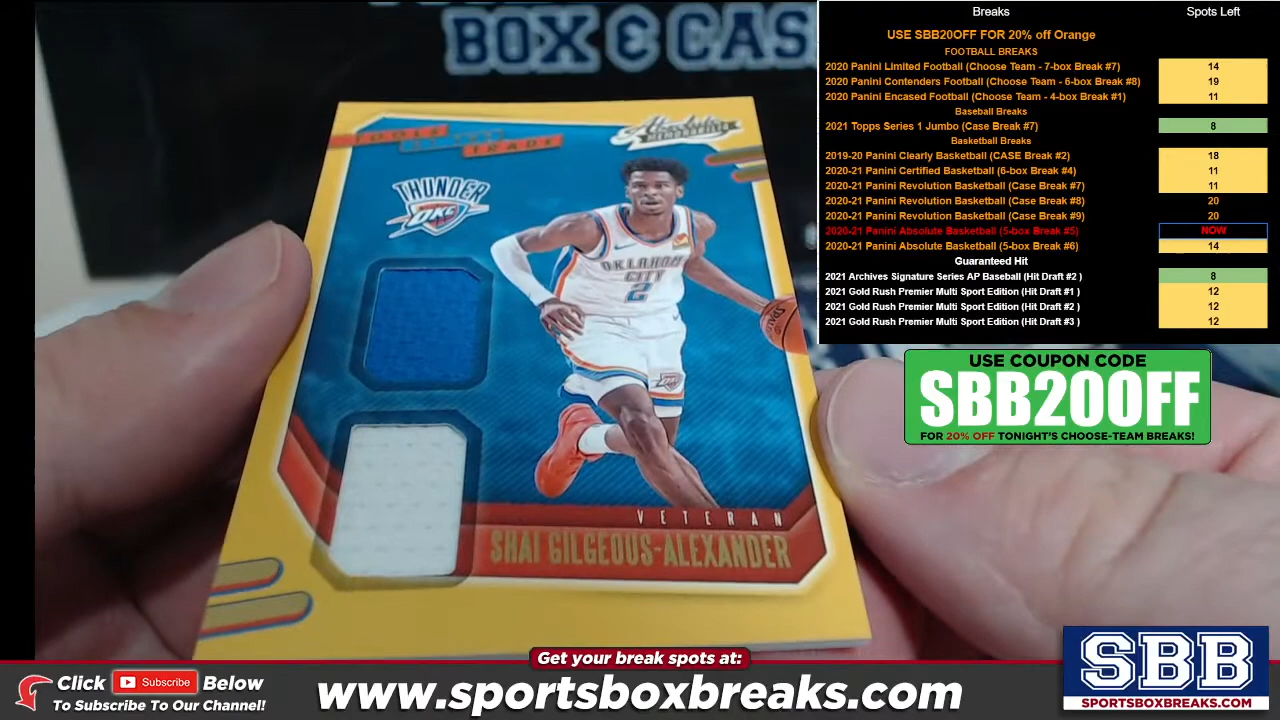 BOX & CAS
TOOLS
OF THE
TRADE
Absolute
MEMORABILIA
THUNDER
OKC
OKLAHOMA
CITY
2
SPALDING
VETERAN
SHAI GILGEOUS-ALEXANDER
Breaks Spots Left
USE SBB20OFF FOR 20% off Orange
FOOTBALL BREAKS
2020 Panini Limited Football (Choose Team - 7-box Break #7) 14
2020 Panini Contenders Football (Choose Team - 6-box Break #8) 19
2020 Panini Encased Football (Choose Team - 4-box Break #1) 11
Baseball Breaks
2021 Topps Series 1 Jumbo (Case Break #7) 8
Basketball Breaks
2019-20 Panini Clearly Basketball (CASE Break #2) 18
2020-21 Panini Certified Basketball (6-box Break #4) 11
2020-21 Panini Revolution Basketball (Case Break #7) 11
2020-21 Panini Revolution Basketball (Case Break #8) 20
2020-21 Panini Revolution Basketball (Case Break #9) 20
2020-21 Panini Absolute Basketball (5-box Break #5) NOW
2020-21 Panini Absolute Basketball (5-box Break #6) 14
Guaranteed Hit
2021 Archives Signature Series AP Baseball (Hit Draft #2 ) 8
2021 Gold Rush Premier Multi Sport Edition (Hit Draft #1 ) 12
2021 Gold Rush Premier Multi Sport Edition (Hit Draft #2 ) 12
2021 Gold Rush Premier Multi Sport Edition (Hit Draft #3 ) 12
USE COUPON CODE
SBB20OFF
FOR 20% OFF TONIGHT'S CHOOSE-TEAM BREAKS!
Get your break spots at:
Click Subscribe Below
To Subscribe To Our Channel!
www.sportsboxbreaks.com
SBB
SPORTSBOXBREAKS.COM